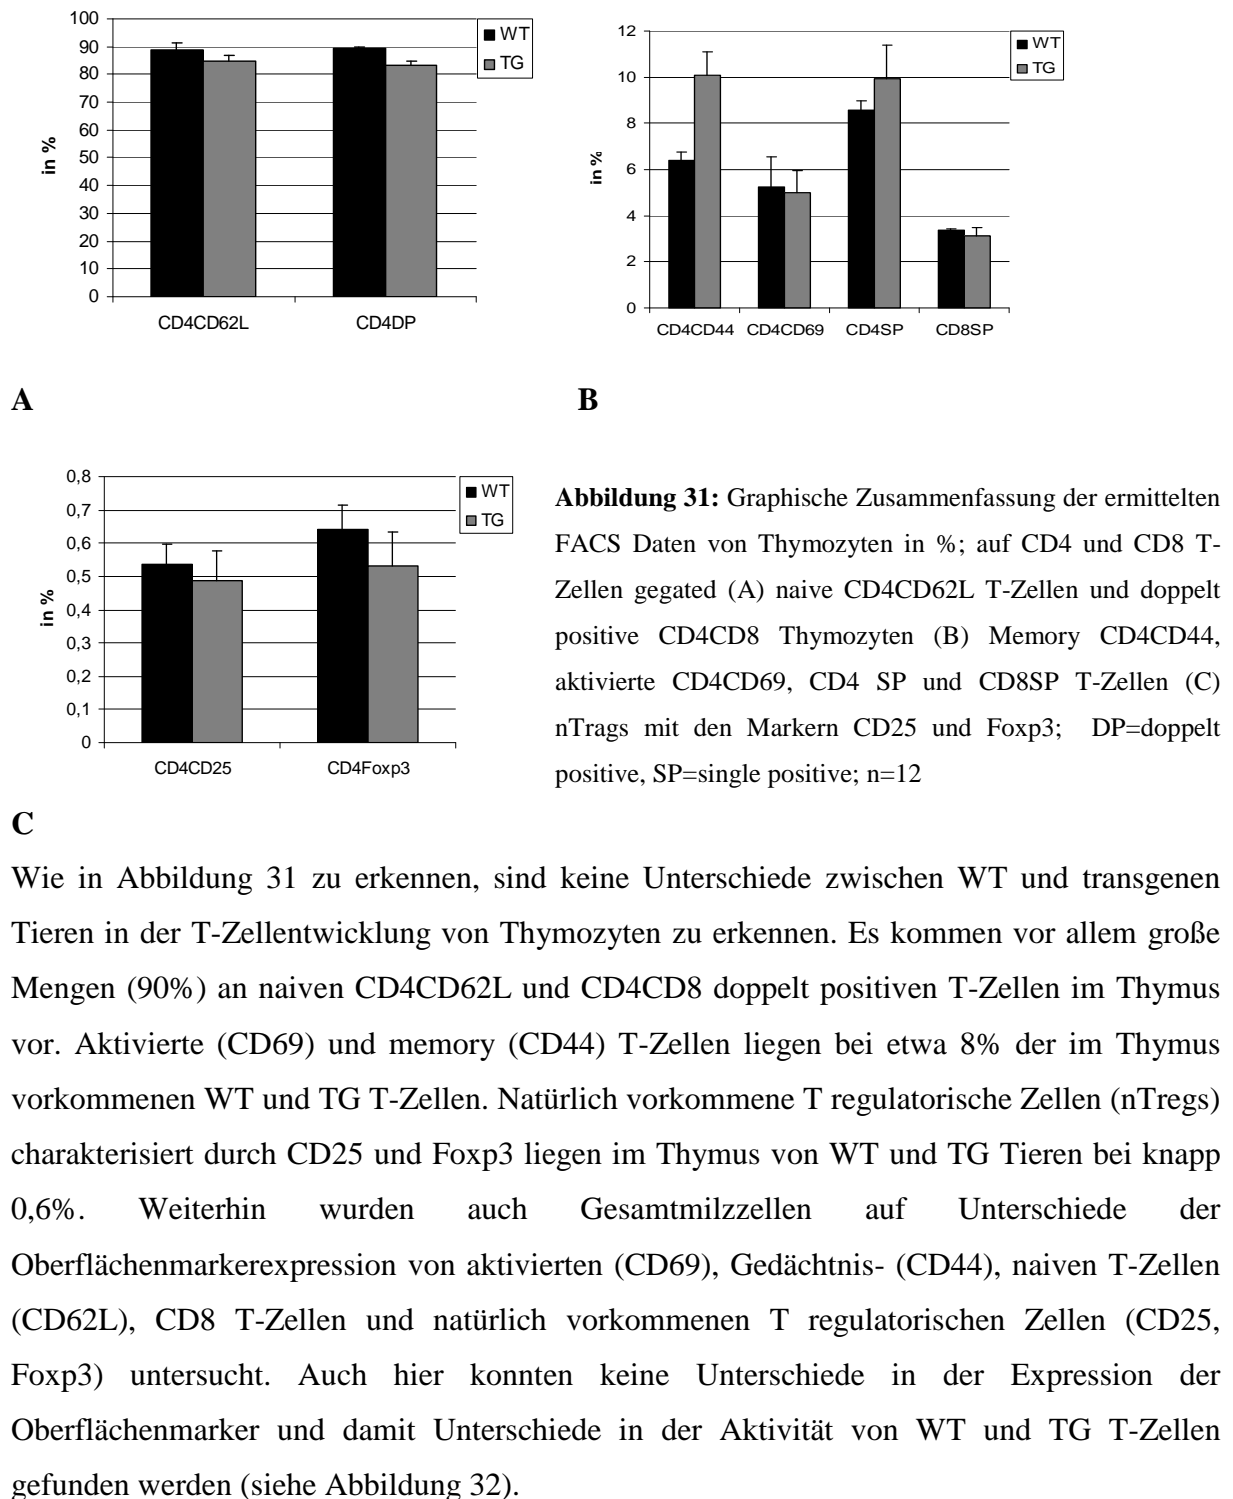 100
90
80
70
60
50
40
30
20
10
0
in %
CD4CD62L
CD4DP
WT
TG
12
10
8
6
4
2
0
in %
CD4CD44
CD4CD69
CD4SP
CD8SP
WT
TG
A
B
0,8
0,7
0,6
0,5
0,4
0,3
0,2
0,1
0
in %
CD4CD25
CD4Foxp3
WT
TG
Abbildung 31: Graphische Zusammenfassung der ermittelten
FACS Daten von Thymozyten in %; auf CD4 und CD8 T-
Zellen gegated (A) naive CD4CD62L T-Zellen und doppelt
positive CD4CD8 Thymozyten (B) Memory CD4CD44,
aktivierte CD4CD69, CD4 SP und CD8SP T-Zellen (C)
nTrags mit den Markern CD25 und Foxp3; DP=doppelt
positive, SP=single positive; n=12
C
Wie in Abbildung 31 zu erkennen, sind keine Unterschiede zwischen WT und transgenen
Tieren in der T-Zellentwicklung von Thymozyten zu erkennen. Es kommen vor allem große
Mengen (90%) an naiven CD4CD62L und CD4CD8 doppelt positiven T-Zellen im Thymus
vor. Aktivierte (CD69) und memory (CD44) T-Zellen liegen bei etwa 8% der im Thymus
vorkommenen WT und TG T-Zellen. Natürlich vorkommene T regulatorische Zellen (nTregs)
charakterisiert durch CD25 und Foxp3 liegen im Thymus von WT und TG Tieren bei knapp
0,6%. Weiterhin wurden auch Gesamtmilzzellen auf Unterschiede der
Oberflächenmarkerexpression von aktivierten (CD69), Gedächtnis- (CD44), naiven T-Zellen
(CD62L), CD8 T-Zellen und natürlich vorkommenen T regulatorischen Zellen (CD25,
Foxp3) untersucht. Auch hier konnten keine Unterschiede in der Expression der
Oberflächenmarker und damit Unterschiede in der Aktivität von WT und TG T-Zellen
gefunden werden (siehe Abbildung 32).